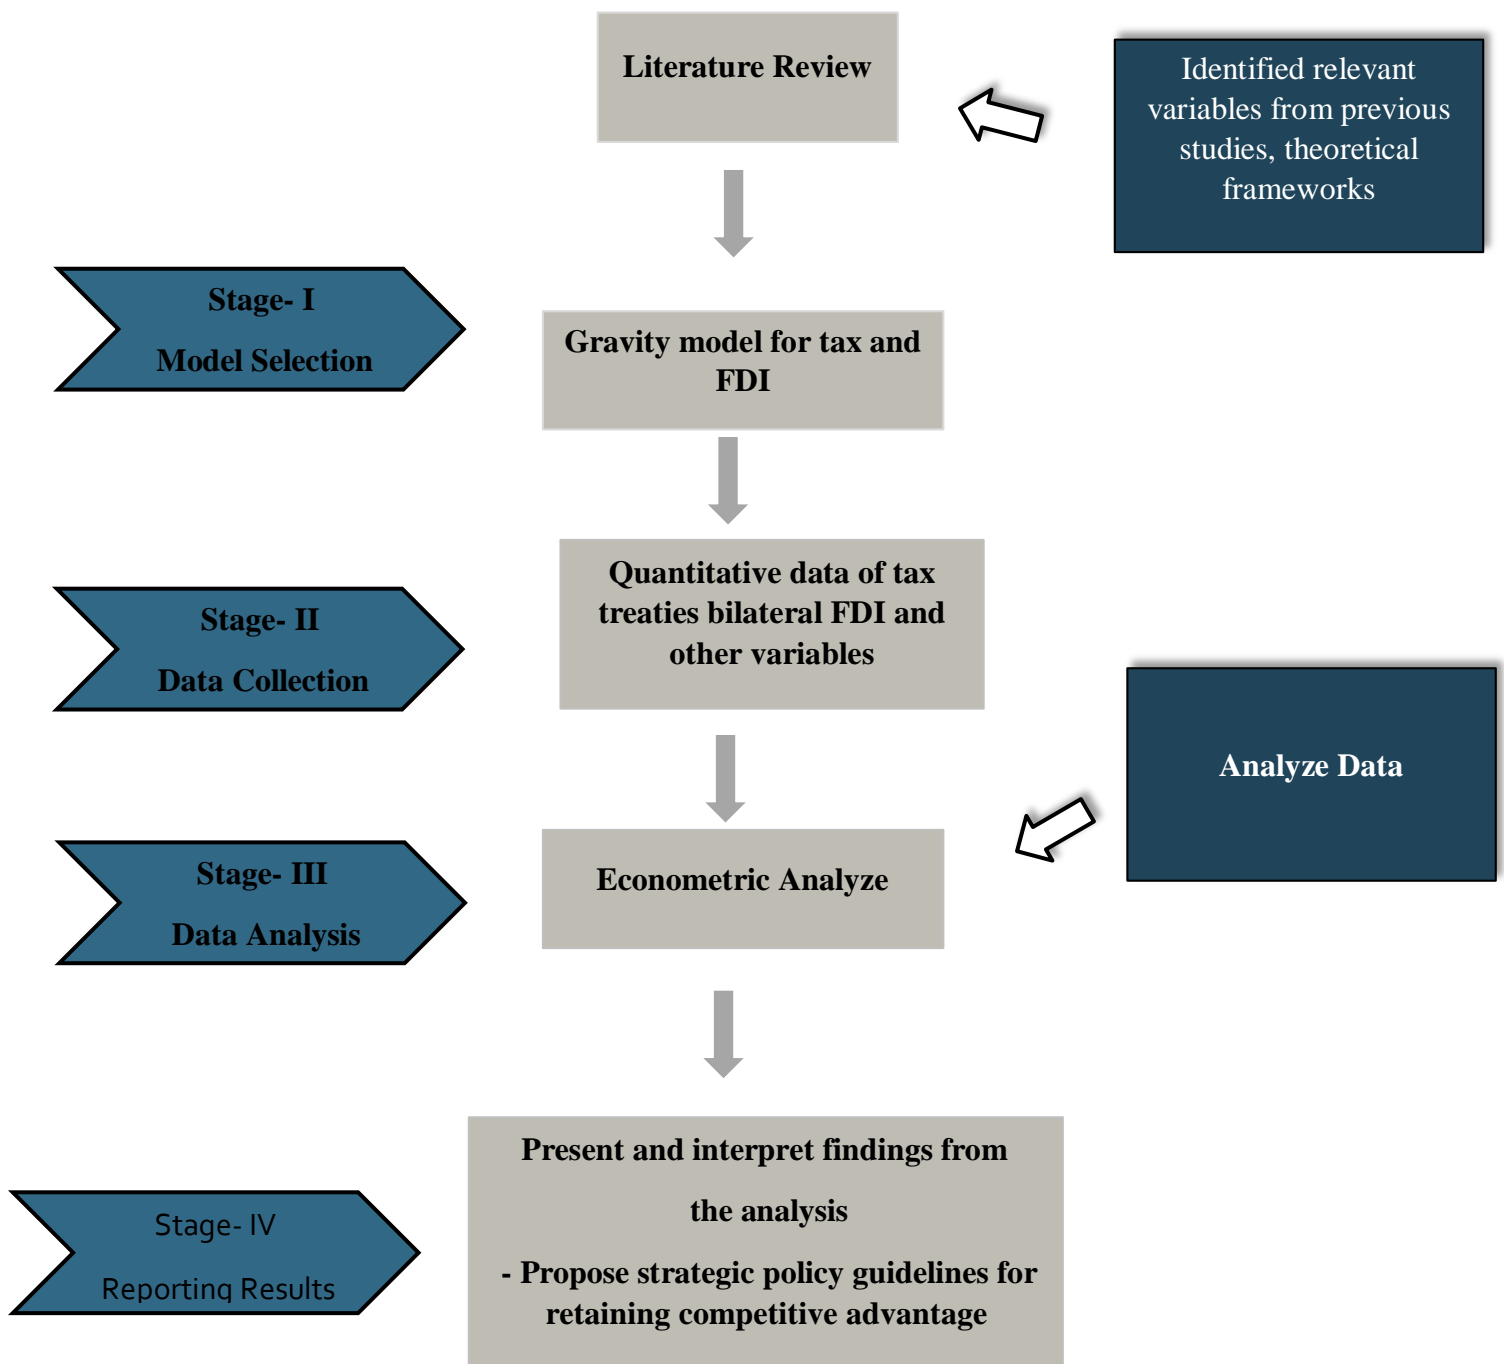 Literature Review
Identified relevant
variables from previous
studies, theoretical
frameworks
Stage- I
Model Selection
Gravity model for tax and
FDI
Stage- II
Data Collection
Quantitative data of tax
treaties bilateral FDI and
other variables
Analyze Data
Stage- III
Data Analysis
Econometric Analyze
Stage- IV
Reporting Results
Present and interpret findings from
the analysis
- Propose strategic policy guidelines for
retaining competitive advantage